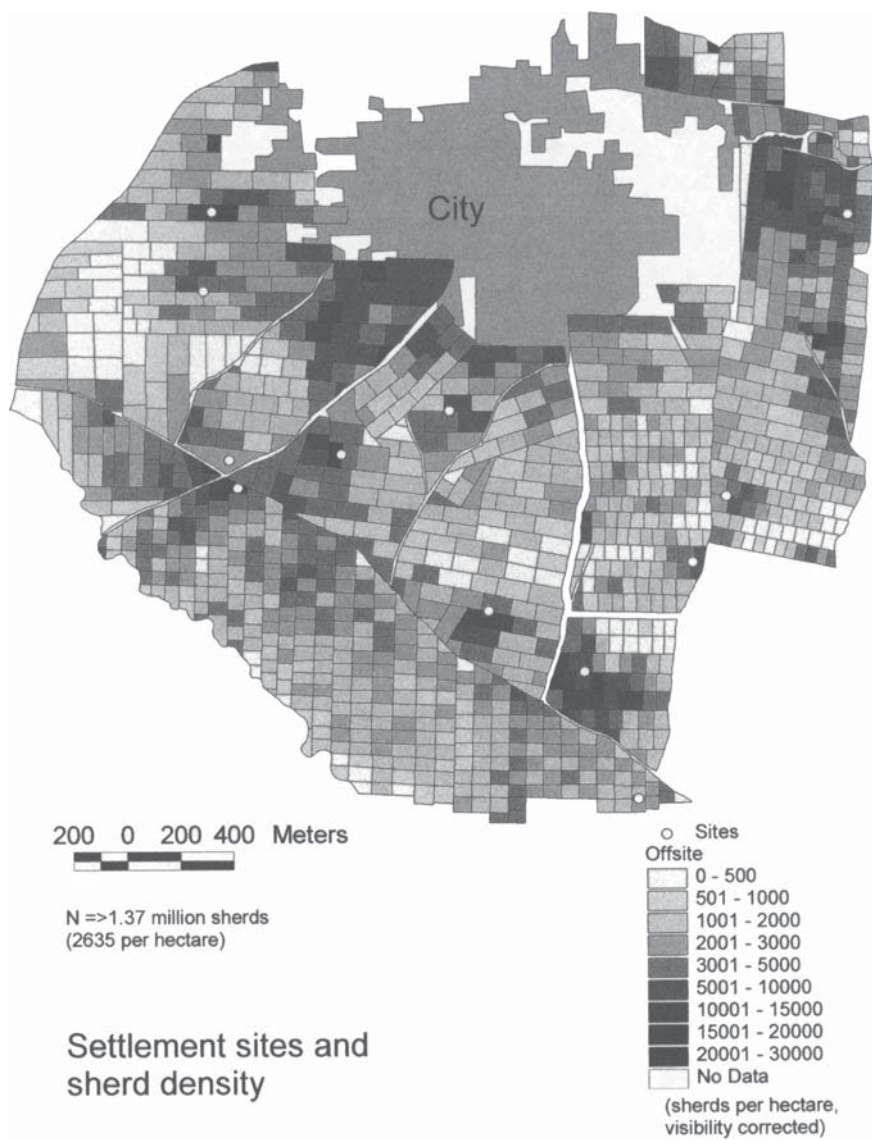 City
200 0 200 400 Meters
N =>1.37 million sherds
(2635 per hectare)
Settlement sites and
sherd density
Sites
Offsite
0 - 500
501 - 1000
1001 - 2000
2001 - 3000
3001 - 5000
5001 - 10000
10001 - 15000
15001 - 20000
20001 - 30000
No Data
(sherds per hectare,
visibility corrected)